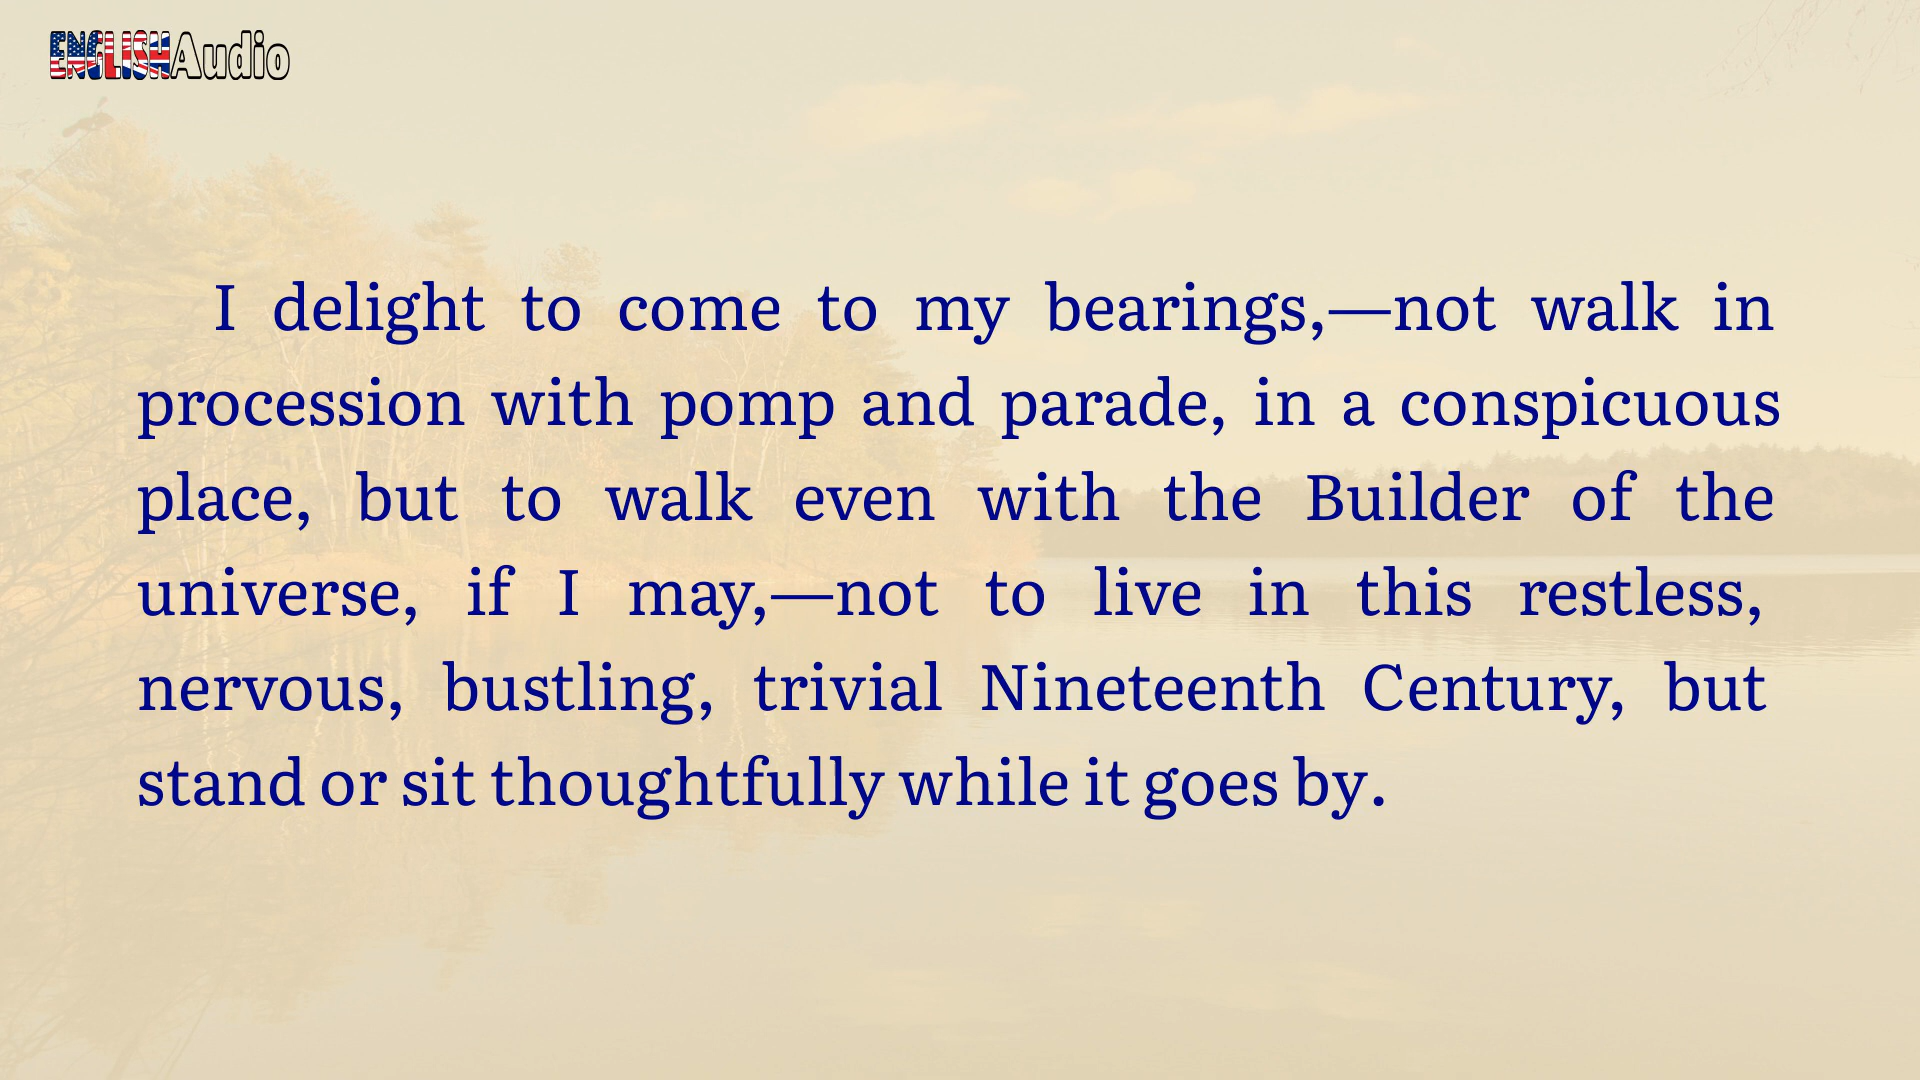 ENGLISHAudio
I delight to come to my bearings,—not walk in
procession with pomp and parade, in a conspicuous
place, but to walk even with the Builder of the
universe, if I may,—not to live in this restless,
nervous, bustling, trivial Nineteenth Century, but
stand or sit thoughtfully while it goes by.